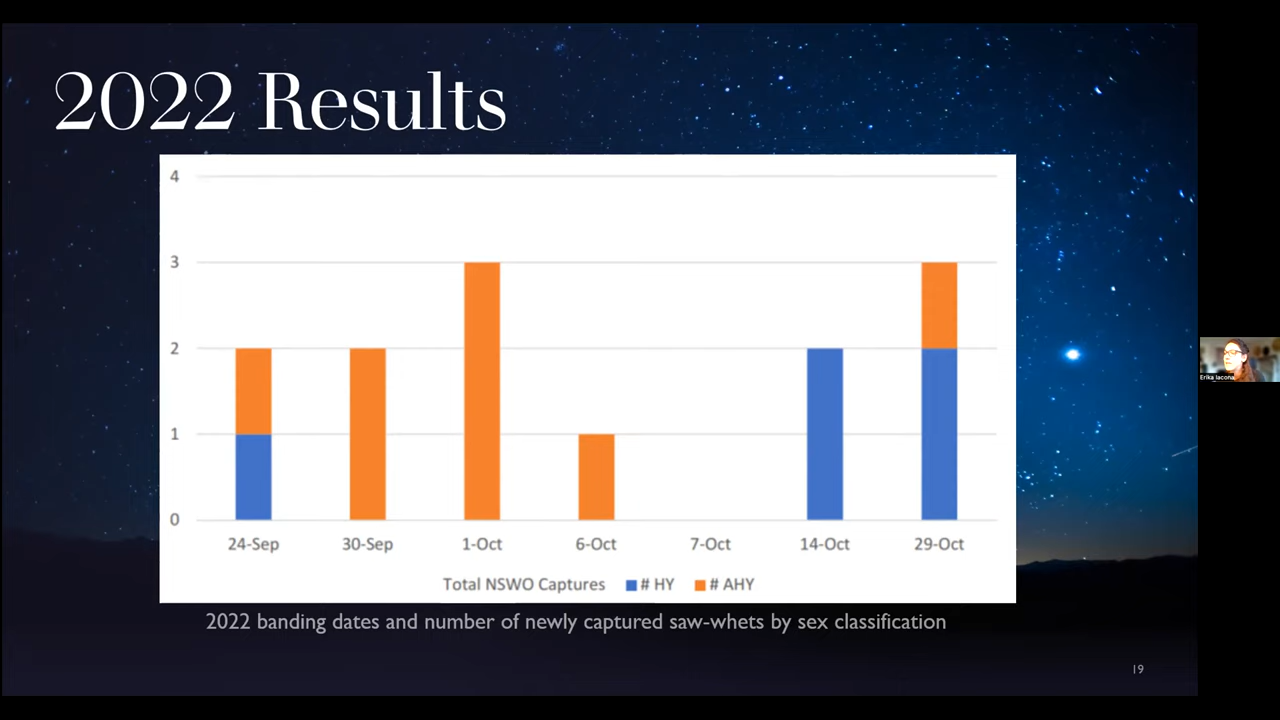 2022 Results
4
3
2
1
0
24-Sep 30-Sep 1-Oct 6-Oct 7-Oct 14-Oct 29-Oct
Total NSWO Captures # HY # AHY
2022 banding dates and number of newly captured saw-whets by sex classification
19
Erika Iacona